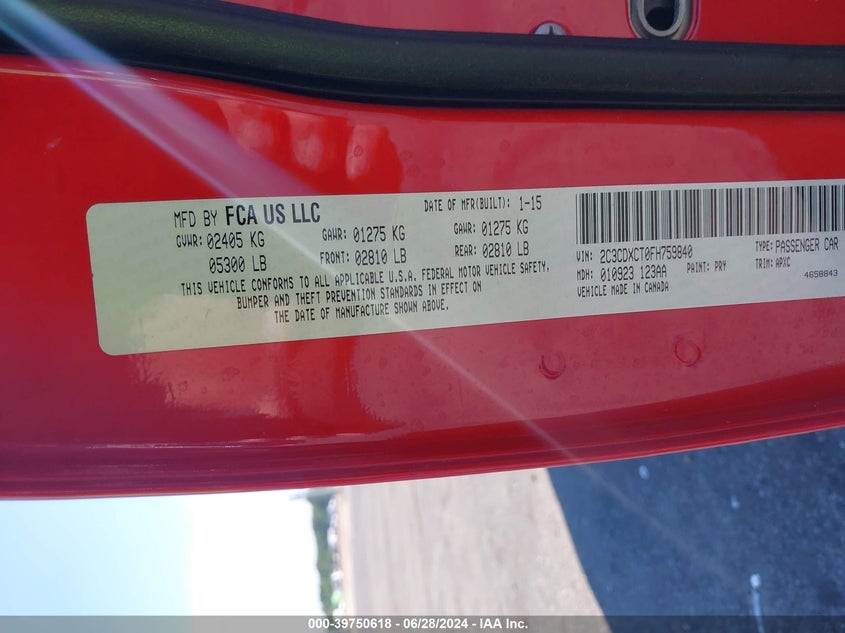 MFD BY FCA US LLC
DATE OF MFR(BUILT): 1-15
GVWR: 02405 KG
GAWR: 01275 KG
GAWR: 01275 KG
05300 LB
FRONT: 02810 LB
REAR: 02810 LB
THIS VEHICLE CONFORMS TO ALL APPLICABLE U.S.A. FEDERAL MOTOR VEHICLE SAFETY,
BUMPER AND THEFT PREVENTION STANDARDS IN EFFECT ON
THE DATE OF MANUFACTURE SHOWN ABOVE.
VIN: 2C3CDXCT0FH759840
TYPE: PASSENGER CAR
MDH: 010923 123AA
PAINT: PRY
TRIM: APXC
VEHICLE MADE IN CANADA
4658843
000-39750618 | 06/28/2024 - IAA Inc.